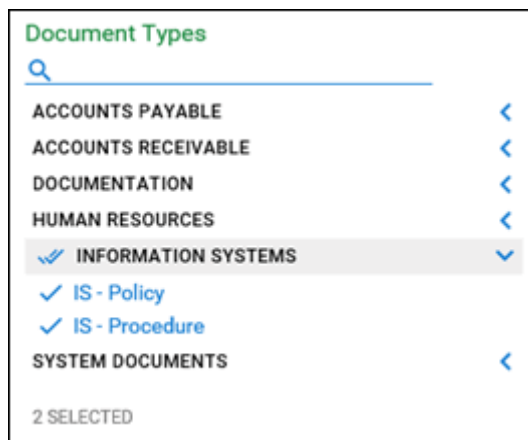 Document Types
ACCOUNTS PAYABLE
ACCOUNTS RECEIVABLE
DOCUMENTATION
HUMAN RESOURCES
INFORMATION SYSTEMS
IS - Policy
IS - Procedure
SYSTEM DOCUMENTS
2 SELECTED